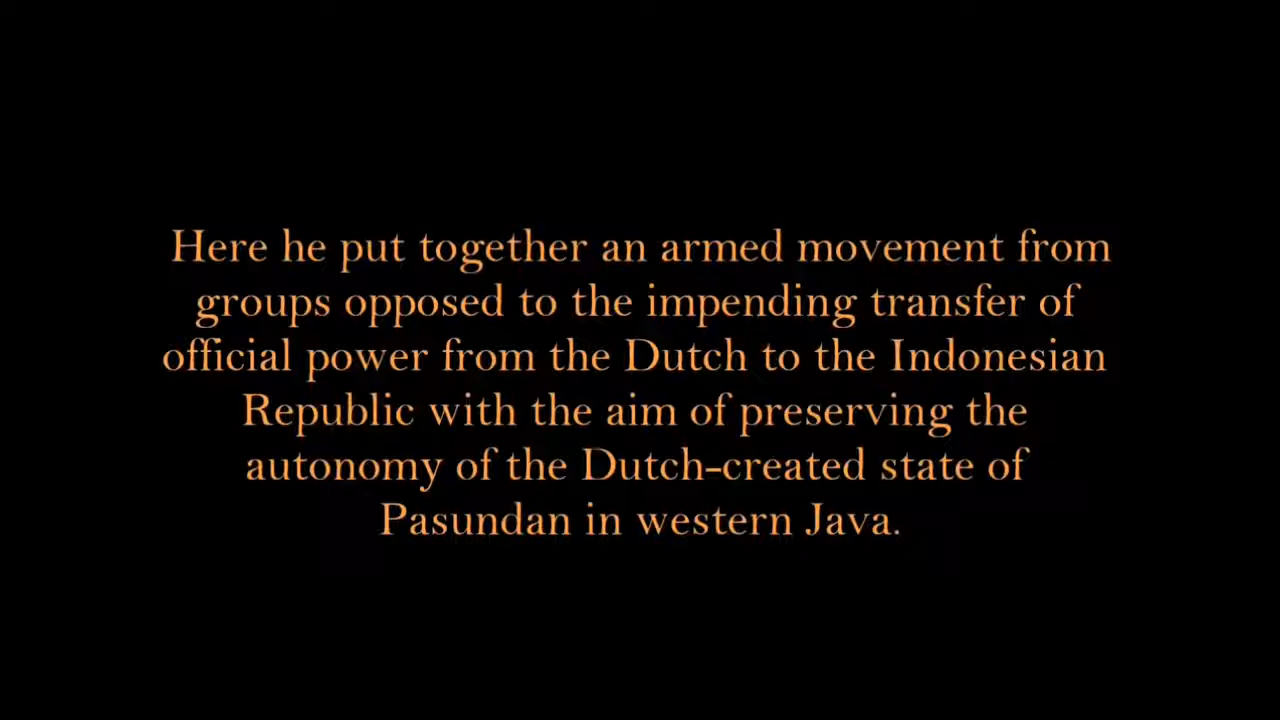 Here he put together an armed movement from
groups opposed to the impending transfer of
official power from the Dutch to the Indonesian
Republic with the aim of preserving the
autonomy of the Dutch-created state of
Pasundan in western Java.